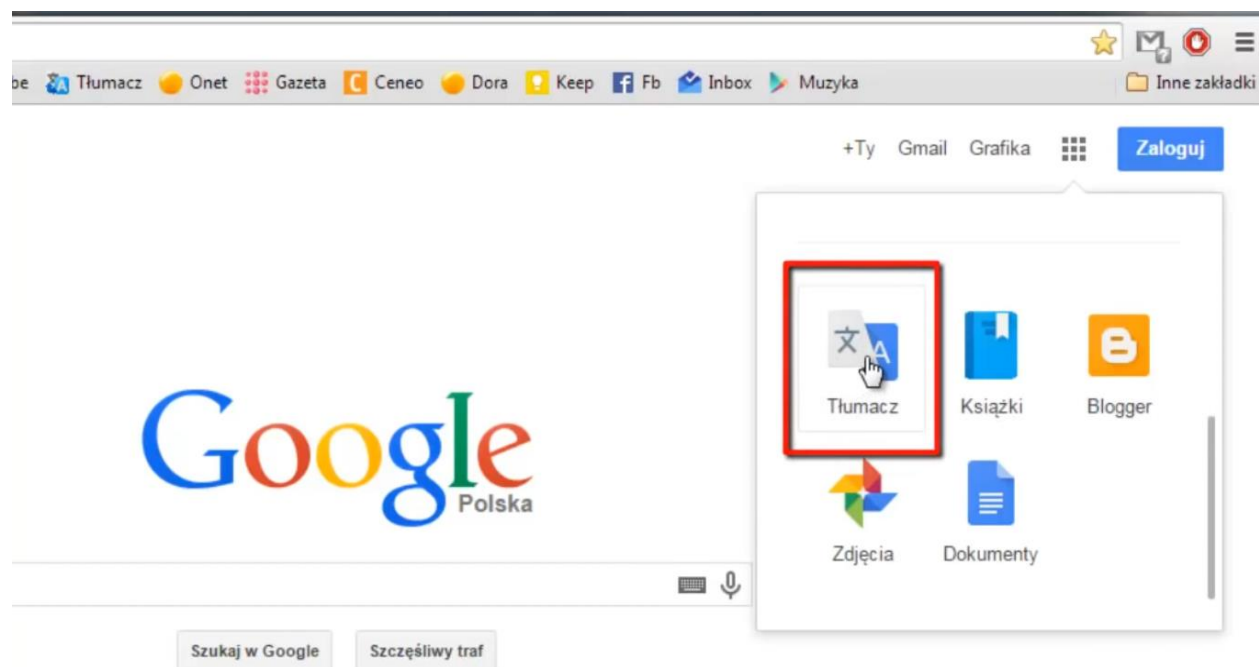 be Tłumacz Onet Gazeta Ceneo Dora Keep Fb Inbox Muzyka Inne zakładki
+Ty Gmail Grafika Zaloguj
Tłumacz Książki Blogger
Google
Polska
Zdjęcia Dokumenty
Szukaj w Google Szczęśliwy traf